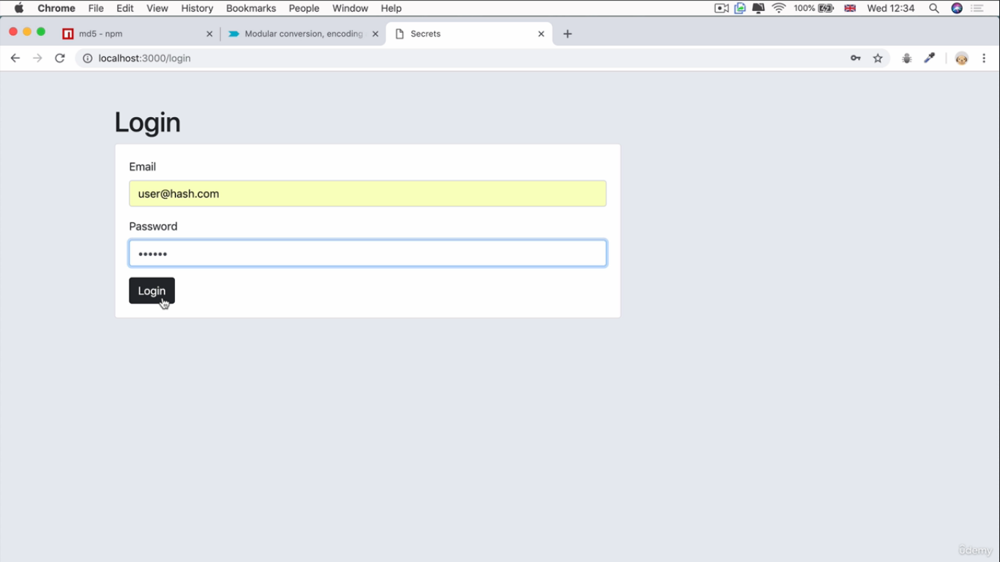 Chrome File Edit View History Bookmarks People Window Help 100% Wed 12:34
md5 - npm Modular conversion, encoding Secrets
localhost:3000/login
Login
Email
user@hash.com
Password
••••••
Login
ûdemy